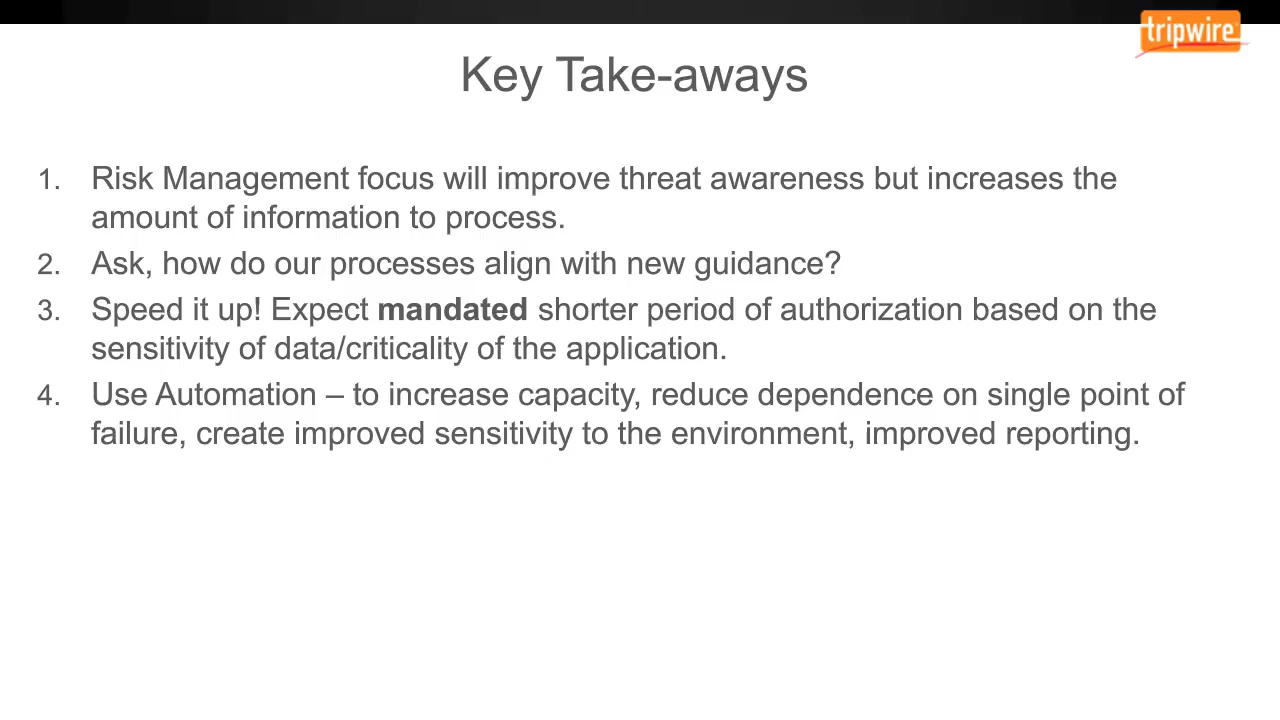 tripwire
Key Take-aways
1. Risk Management focus will improve threat awareness but increases the
amount of information to process.
2. Ask, how do our processes align with new guidance?
3. Speed it up! Expect mandated shorter period of authorization based on the
sensitivity of data/criticality of the application.
4. Use Automation – to increase capacity, reduce dependence on single point of
failure, create improved sensitivity to the environment, improved reporting.